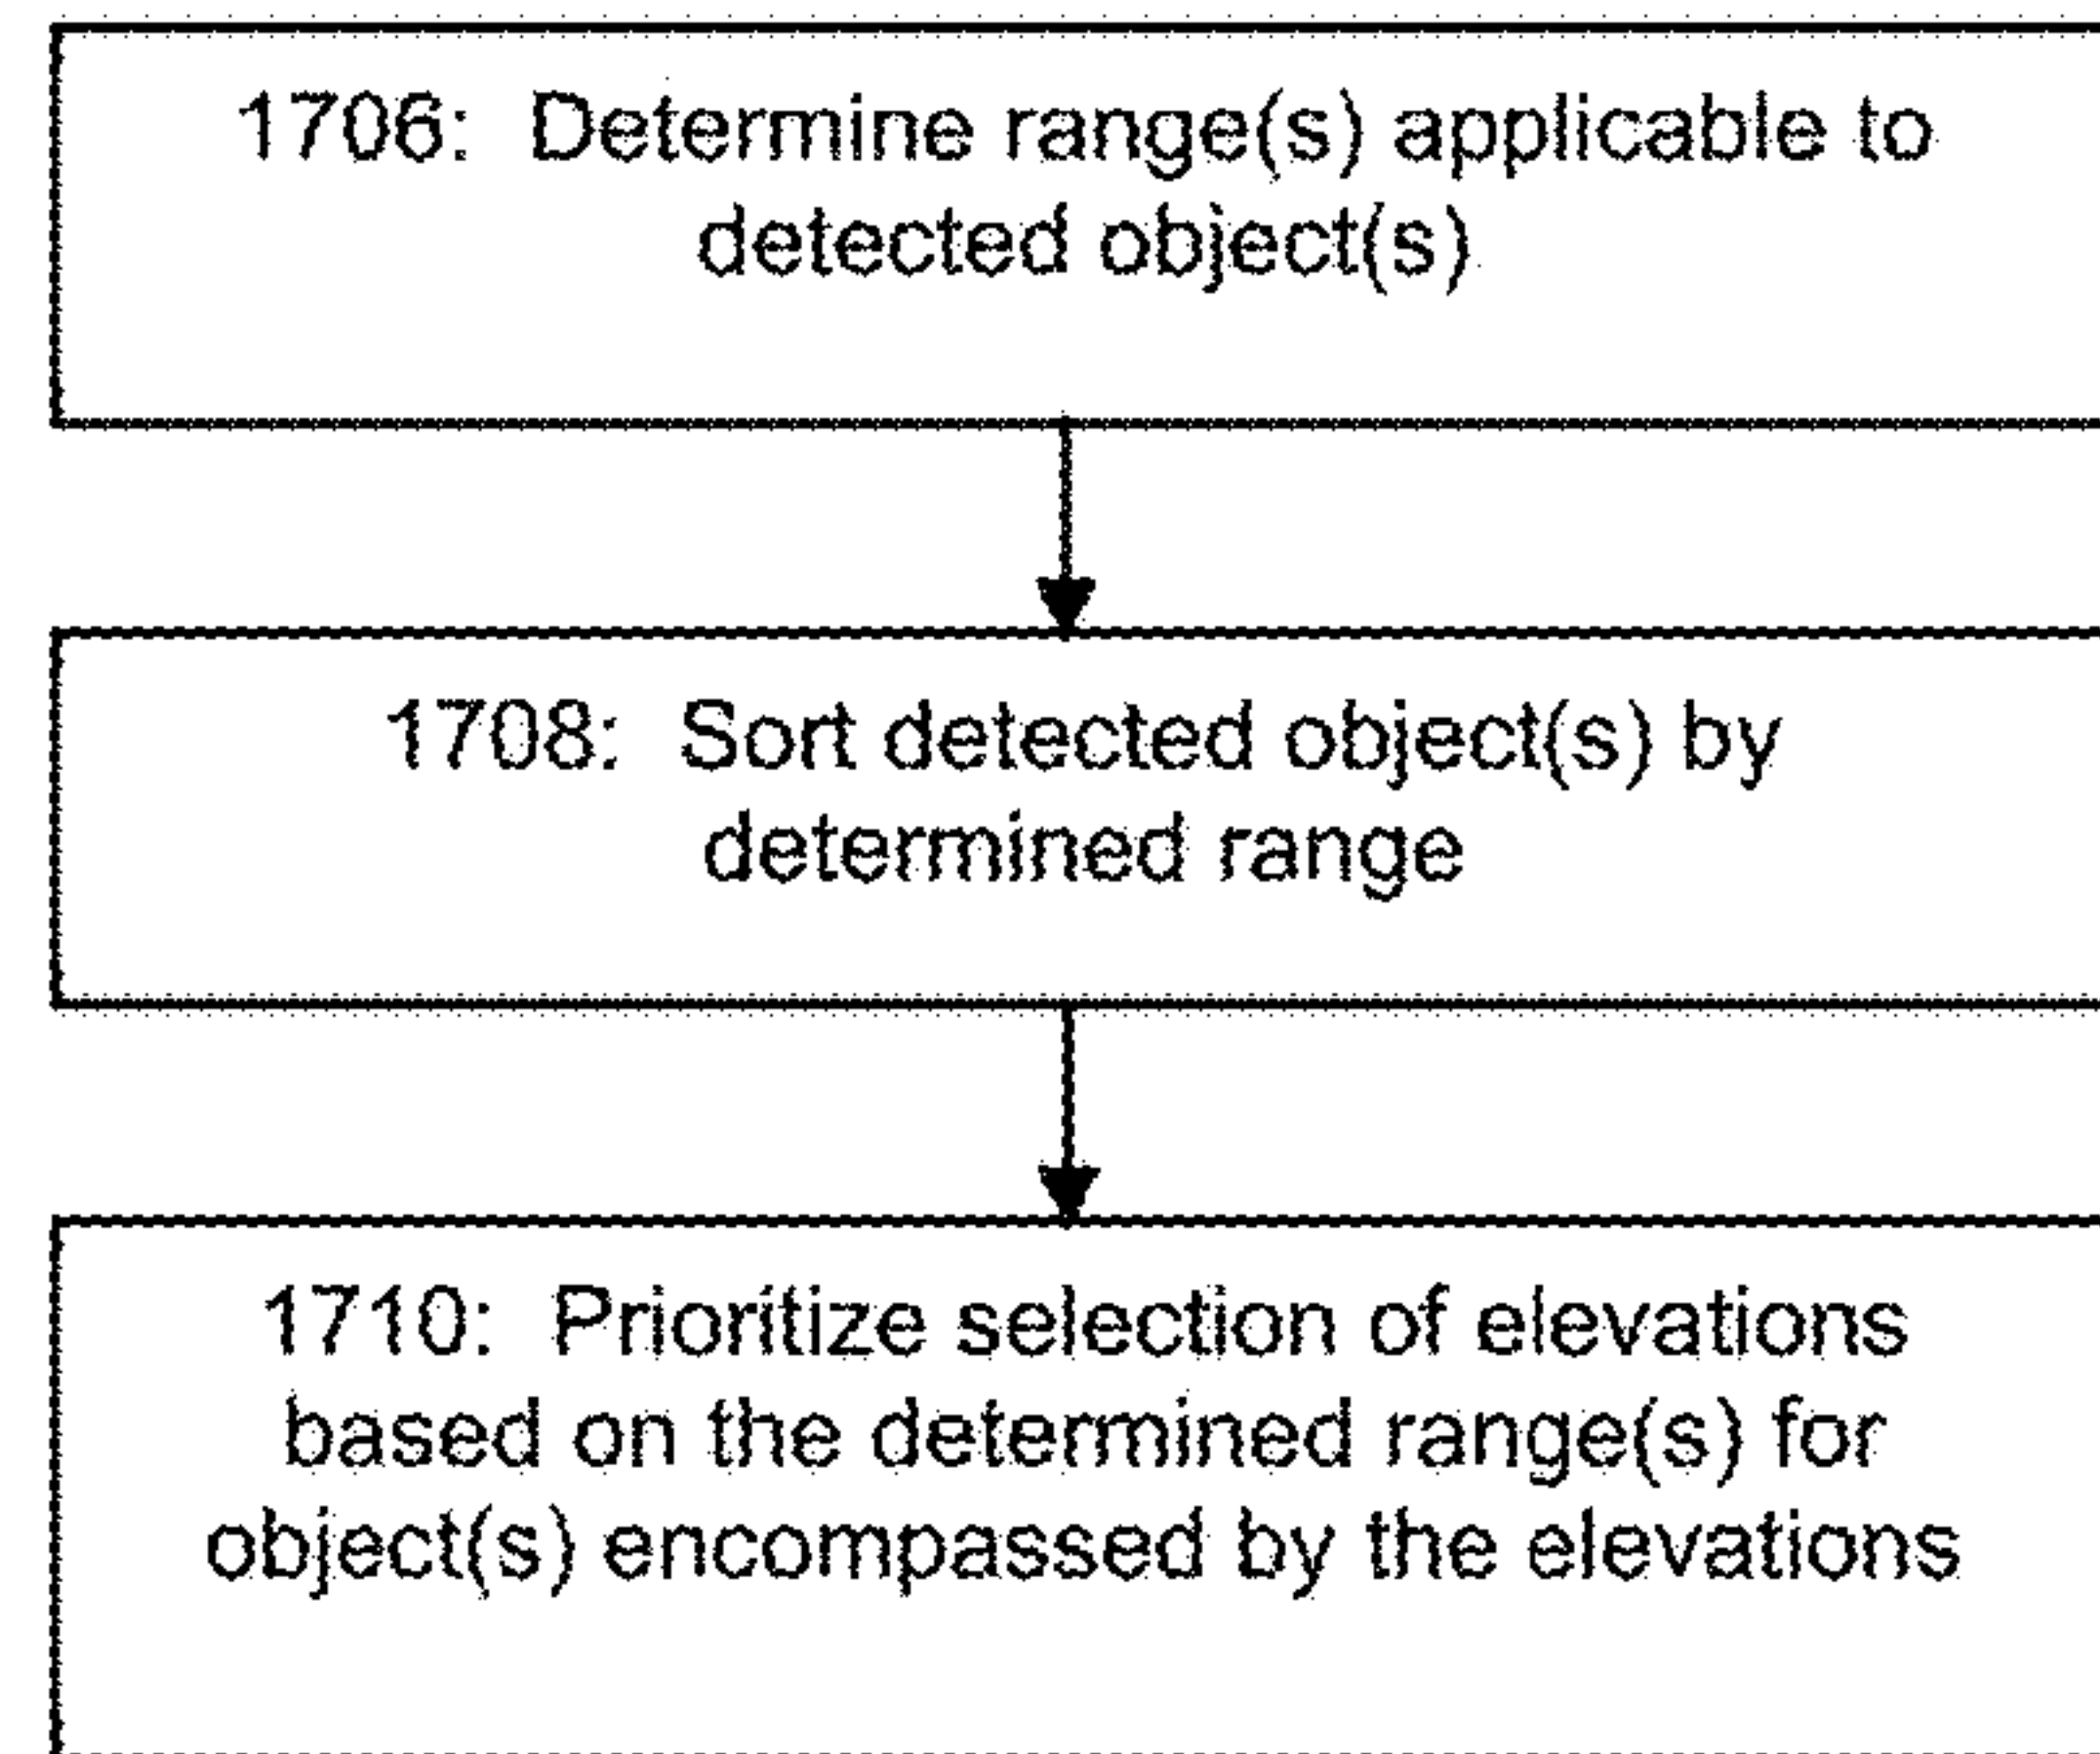 1706:  Determine range(s) applicable to
detected object(s)
1708:  Sort detected object(s) by
determined range
1710:  Prioritize selection of elevations
based on the determined range(s) for
object(s) encompassed by the elevations